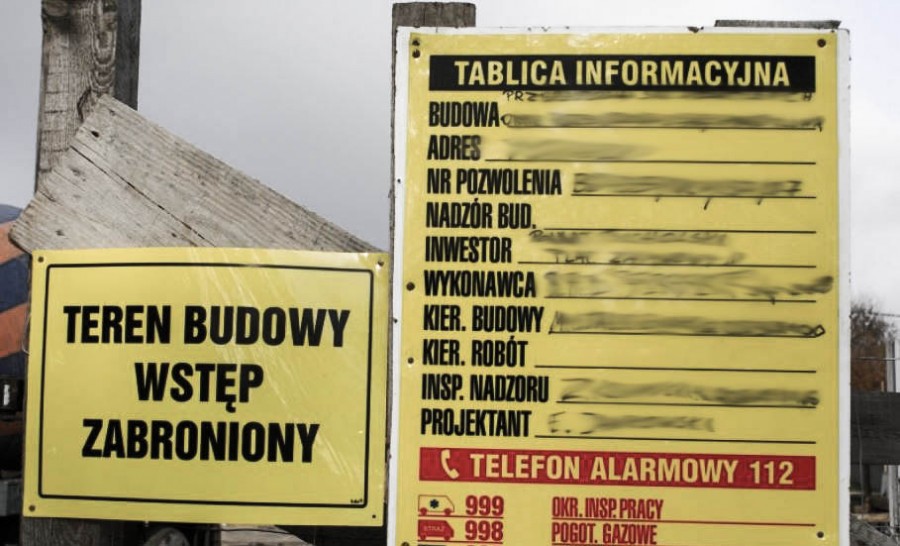 TEREN BUDOWY
WSTĘP
ZABRONIONY
TABLICA INFORMACYJNA
BUDOWA
ADRES
NR POZWOLENIA
NADZÓR BUD.
INWESTOR
WYKONAWCA
KIER. BUDOWY
KIER. ROBÓT
INSP. NADZORU
PROJEKTANT
TELEFON ALARMOWY 112
999 OKR. INSP. PRACY
STRAŻ 998 POGOT. GAZOWE